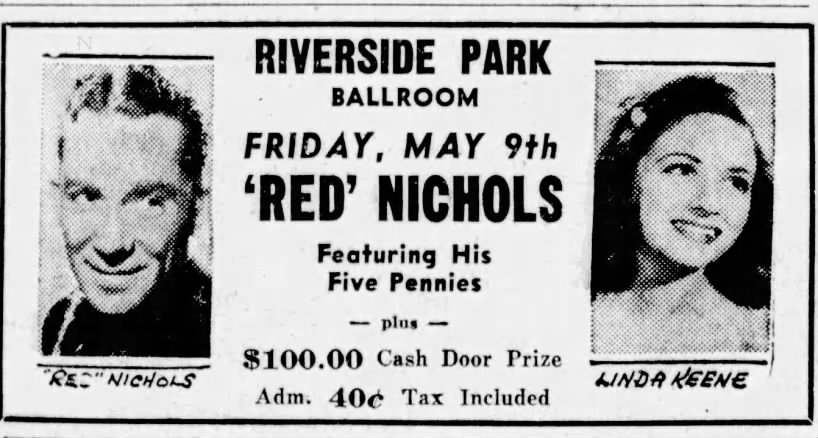 RIVERSIDE PARK
BALLROOM
FRIDAY, MAY 9th
'RED' NICHOLS
Featuring His
Five Pennies
— plus —
$100.00 Cash Door Prize
Adm. 40¢ Tax Included
"RED" NICHOLS
LINDA KEENE